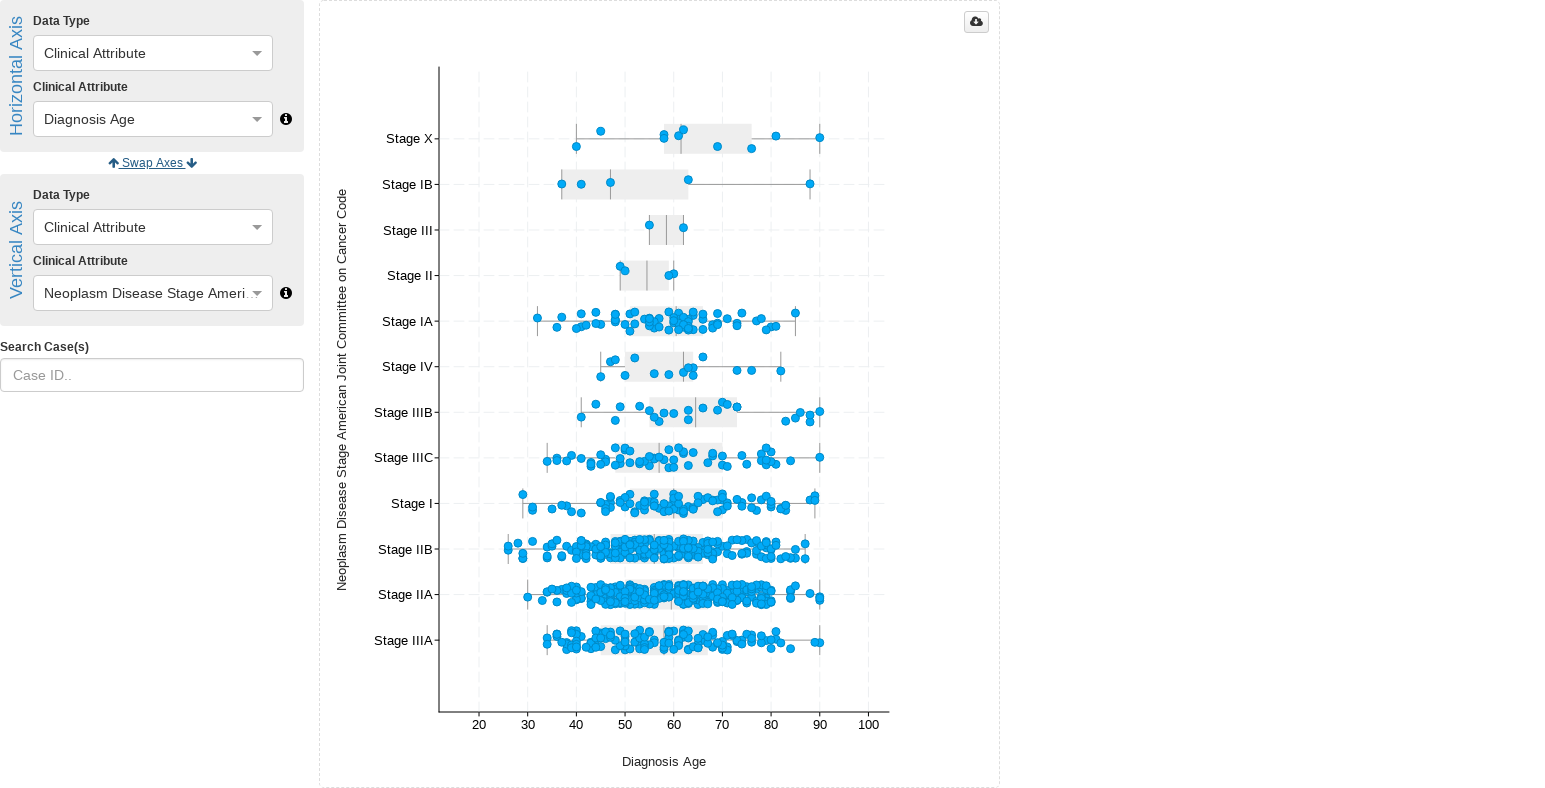 Horizontal Axis
Data Type
Clinical Attribute
Clinical Attribute
Diagnosis Age
Swap Axes
Vertical Axis
Data Type
Clinical Attribute
Clinical Attribute
Neoplasm Disease Stage Ameri...
Search Case(s)
Case ID..
Neoplasm Disease Stage American Joint Committee on Cancer Code
Stage X
Stage IB
Stage III
Stage II
Stage IA
Stage IV
Stage IIIB
Stage IIIC
Stage I
Stage IIB
Stage IIA
Stage IIIA
20 30 40 50 60 70 80 90 100
Diagnosis Age